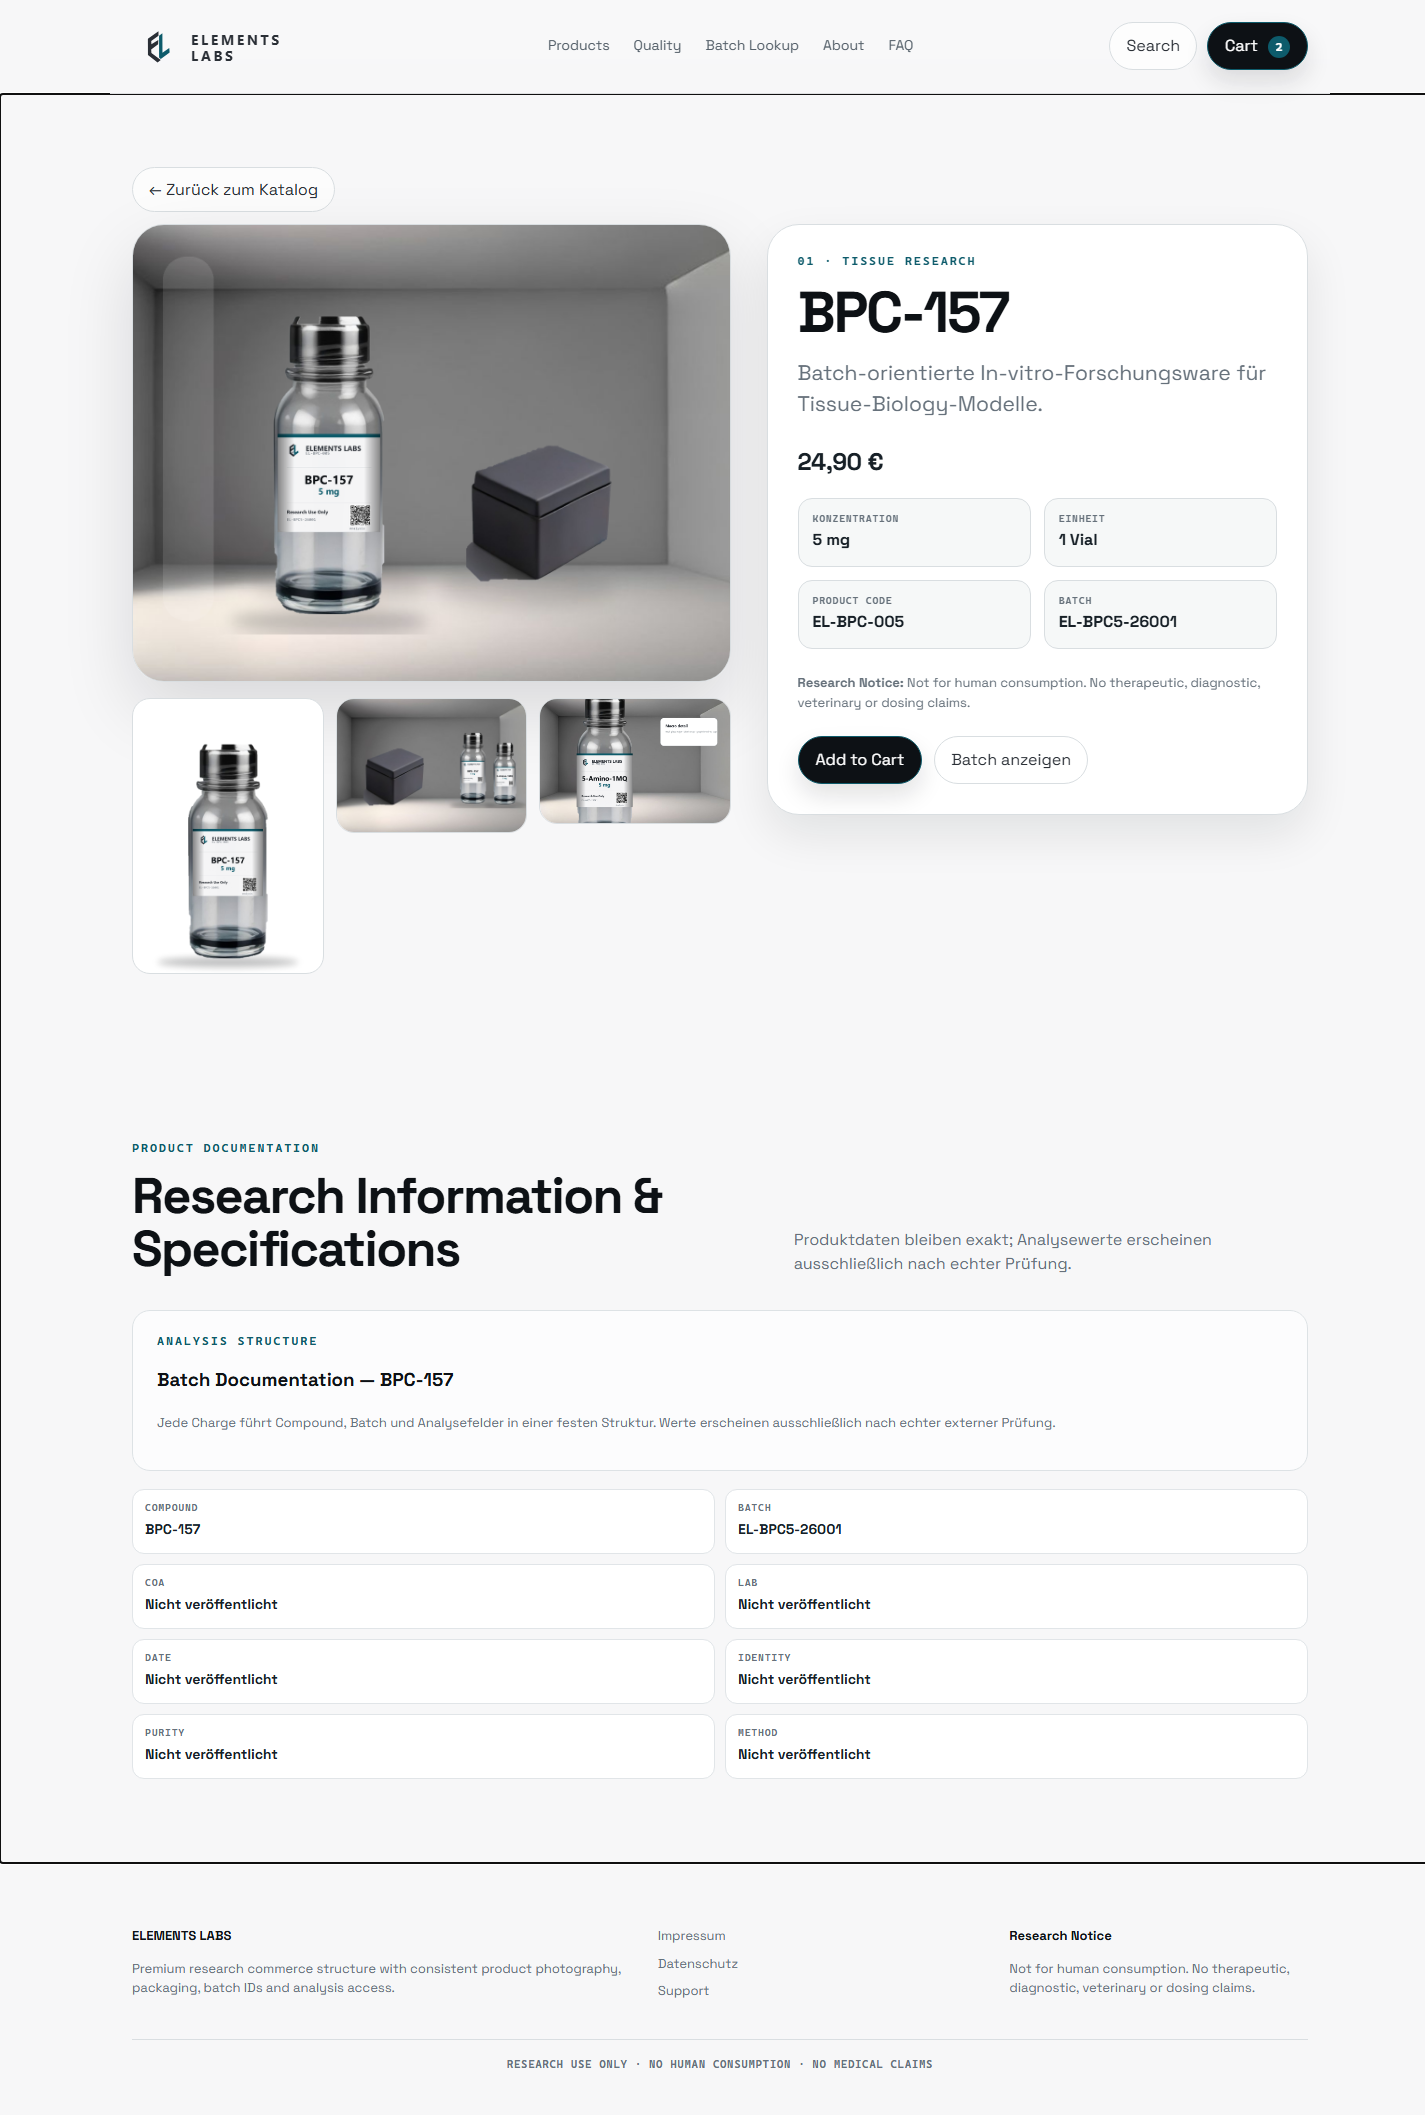 ELEMENTS
LABS
Products
Quality
Batch Lookup
About
FAQ
Search
Cart 2
← Zurück zum Katalog
ELEMENTS LABS
BPC-157
5 mg
Research Use Only
01 · TISSUE RESEARCH
BPC-157
Batch-orientierte In-vitro-Forschungsware für
Tissue-Biology-Modelle.
24,90 €
KONZENTRATION
5 mg
EINHEIT
1 Vial
PRODUCT CODE
EL-BPC-005
BATCH
EL-BPC5-26001
Research Notice: Not for human consumption. No therapeutic, diagnostic,
veterinary or dosing claims.
Add to Cart
Batch anzeigen
ELEMENTS LABS
BPC-157
5 mg
Research Use Only
Macro detail
ELEMENTS LABS
5-Amino-1MQ
5 mg
PRODUCT DOCUMENTATION
Research Information &
Specifications
Produktdaten bleiben exakt; Analysewerte erscheinen
ausschließlich nach echter Prüfung.
ANALYSIS STRUCTURE
Batch Documentation — BPC-157
Jede Charge führt Compound, Batch und Analysefelder in einer festen Struktur. Werte erscheinen ausschließlich nach echter externer Prüfung.
COMPOUND
BPC-157
BATCH
EL-BPC5-26001
COA
Nicht veröffentlicht
LAB
Nicht veröffentlicht
DATE
Nicht veröffentlicht
IDENTITY
Nicht veröffentlicht
PURITY
Nicht veröffentlicht
METHOD
Nicht veröffentlicht
ELEMENTS LABS
Premium research commerce structure with consistent product photography,
packaging, batch IDs and analysis access.
Impressum
Datenschutz
Support
Research Notice
Not for human consumption. No therapeutic,
diagnostic, veterinary or dosing claims.
RESEARCH USE ONLY · NO HUMAN CONSUMPTION · NO MEDICAL CLAIMS